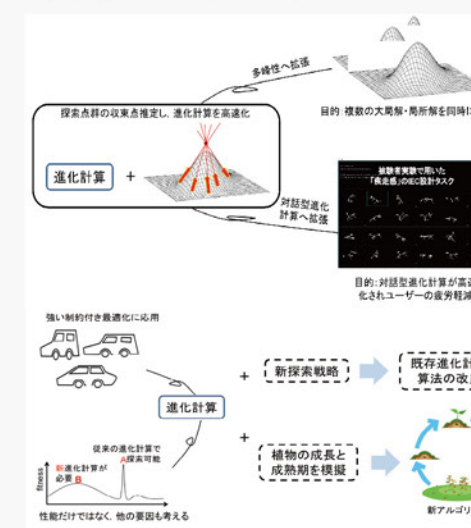 多峰性へ拡張
探索点群の収束点推定し、進化計算を高速化
目的:複数の大局解・局所解を同時に
進化計算
+
被験者実験で用いた
「疾走感」のIEC設計タスク
対話型進化
計算へ拡張
目的:対話型進化計算が高速
化されユーザーの疲労軽減
強い制約付き最適化に応用
+
新探索戦略
既存進化計
算法の改
進化計算
従来の進化計算で
A探索可能
新進化計算が
必要 B
fitness
+
植物の成長と
成熟期を模擬
新アルゴリ
性能だけではなく、他の要因も考える